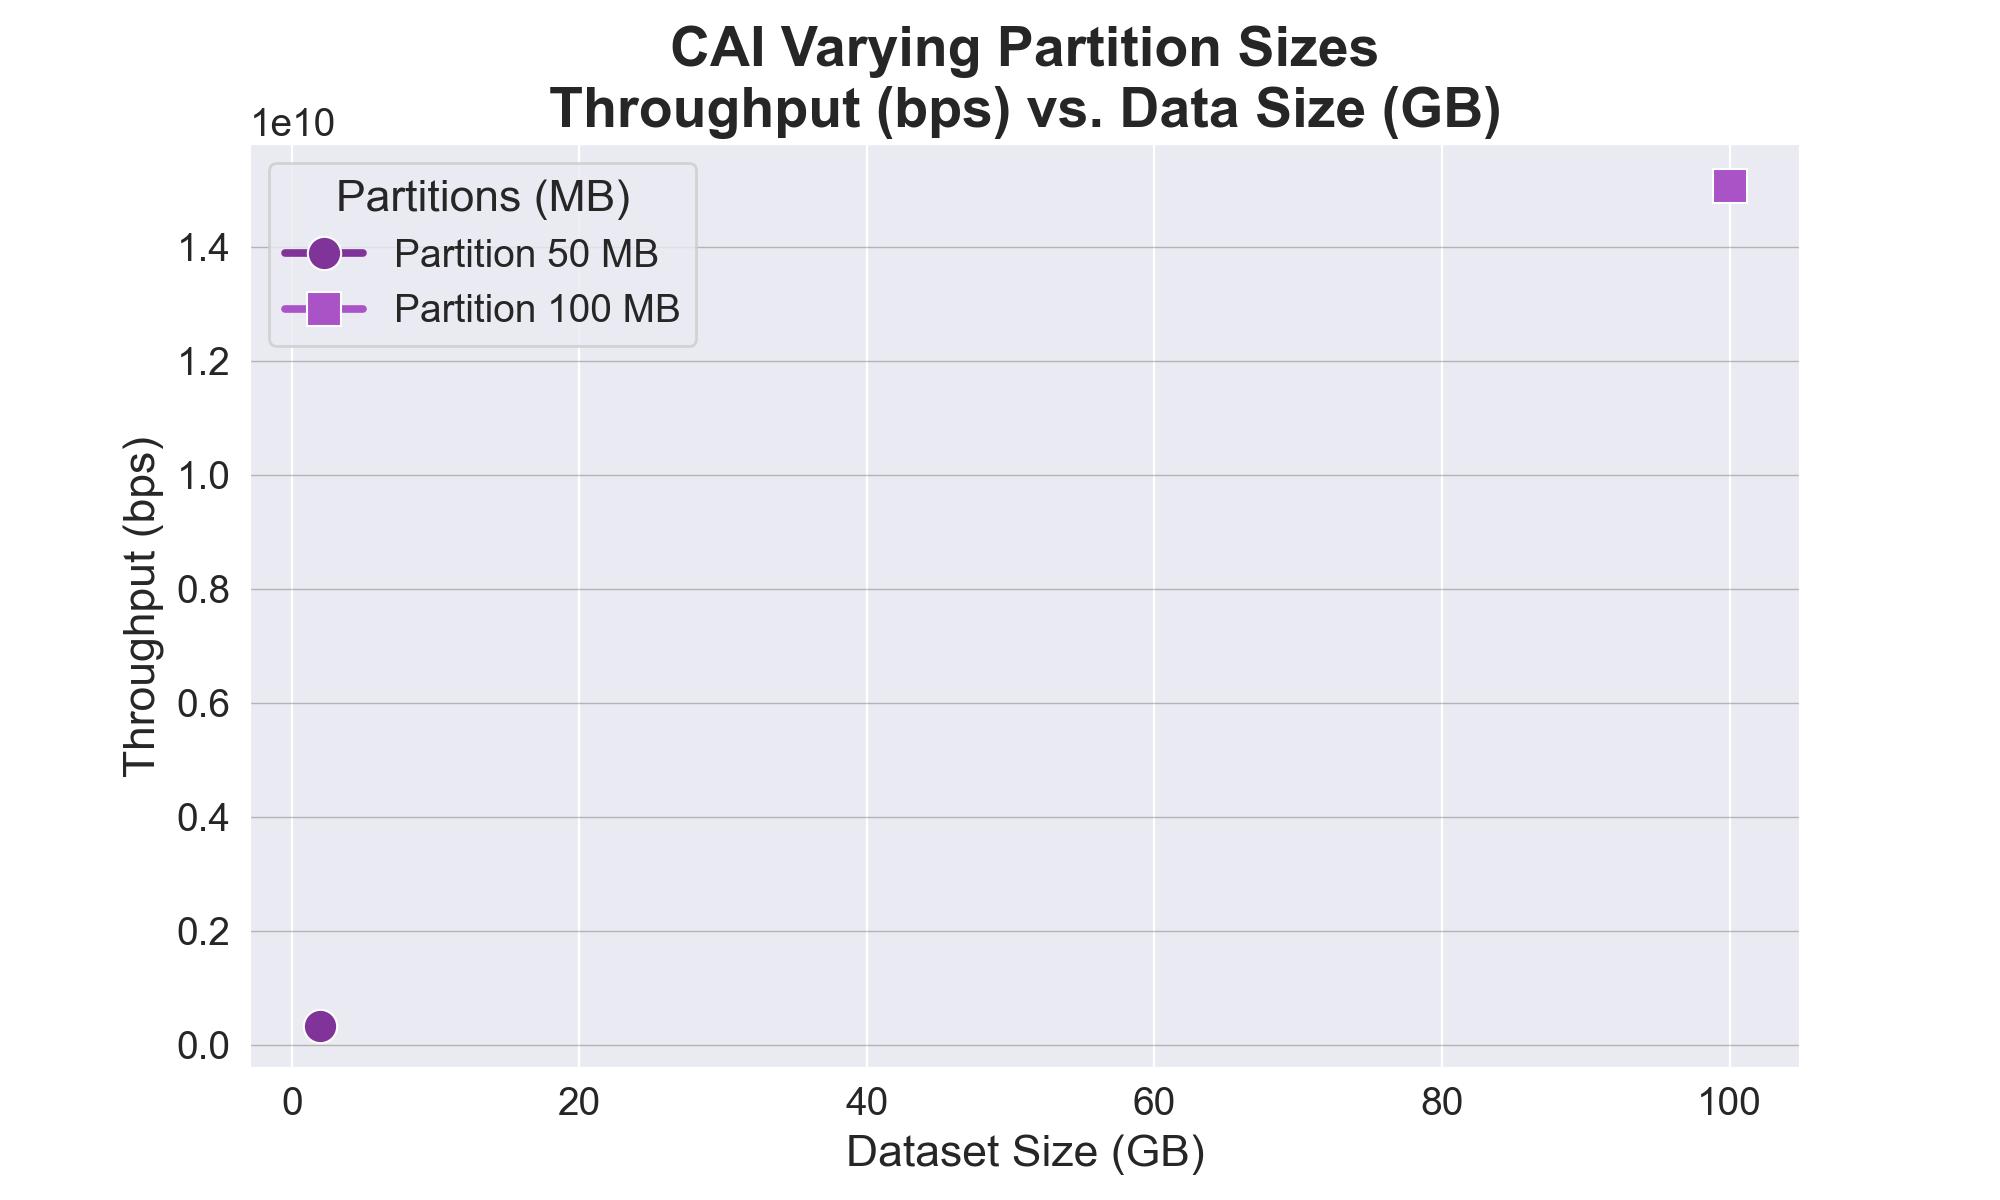 CAI Varying Partition Sizes
Throughput (bps) vs. Data Size (GB)
1e10
Partitions (MB)
Partition 50 MB
Partition 100 MB
1.4
1.2
1.0
0.8
0.6
0.4
0.2
0.0
Throughput (bps)
0 20 40 60 80 100
Dataset Size (GB)